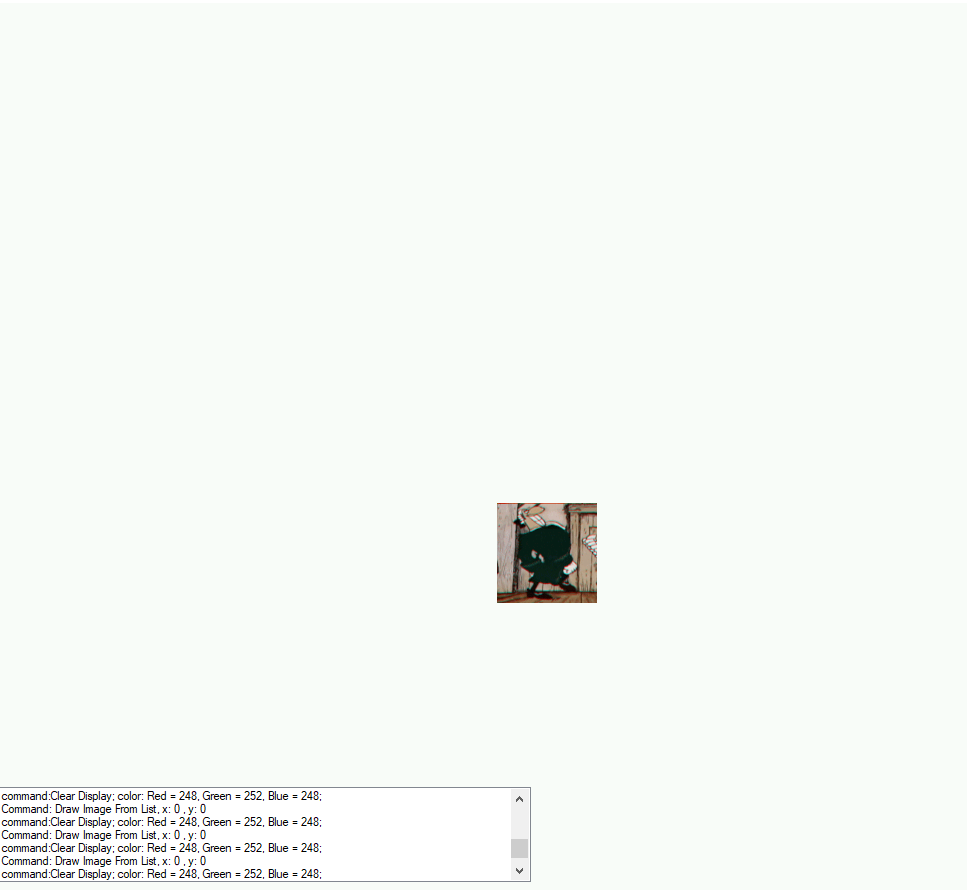 command:Clear Display; color: Red = 248, Green = 252, Blue = 248;
Command: Draw Image From List, x: 0 , y: 0
command:Clear Display; color: Red = 248, Green = 252, Blue = 248;
Command: Draw Image From List, x: 0 , y: 0
command:Clear Display; color: Red = 248, Green = 252, Blue = 248;
Command: Draw Image From List, x: 0 , y: 0
command:Clear Display; color: Red = 248, Green = 252, Blue = 248;